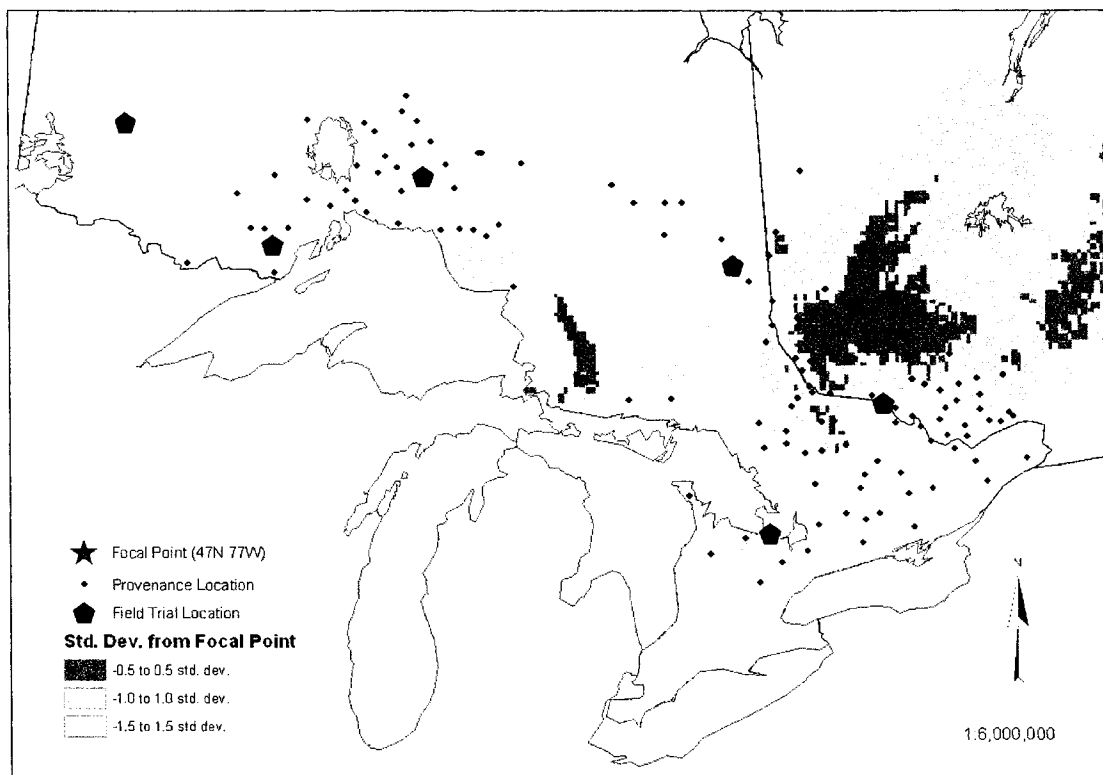 Focal Point (47N 77W)
Provenance Location
Field Trial Location
Std. Dev. from Focal Point
-0.5 to 0.5 std. dev.
-1.0 to 1.0 std. dev.
-1.5 to 1.5 std dev.
1:6,000,000